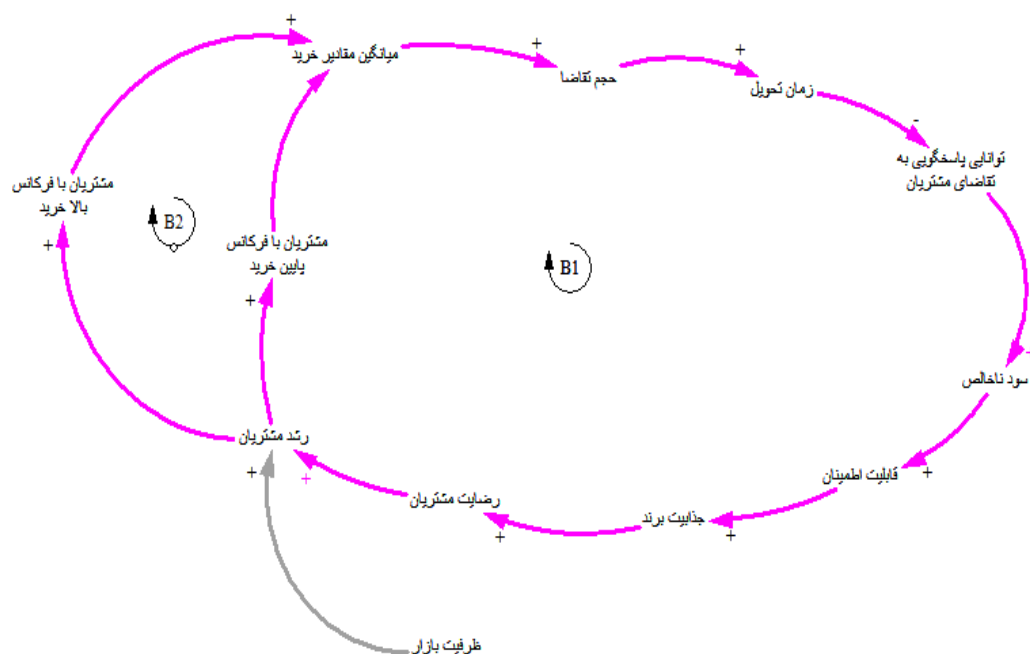 میانگین مقادیر خرید
حجم تقاضا
زمان تحویل
توانایی پاسخگویی به
تقاضای مشتریان
سود ناخالص
قابلیت اطمینان
جذابیت برند
رضایت مشتریان
رشد مشتریان
ظرفیت بازار
مشتریان با فرکانس
پایین خرید
مشتریان با فرکانس
بالا خرید
B1
B2
+
+
+
-
+
+
+
+
+
+
+
+